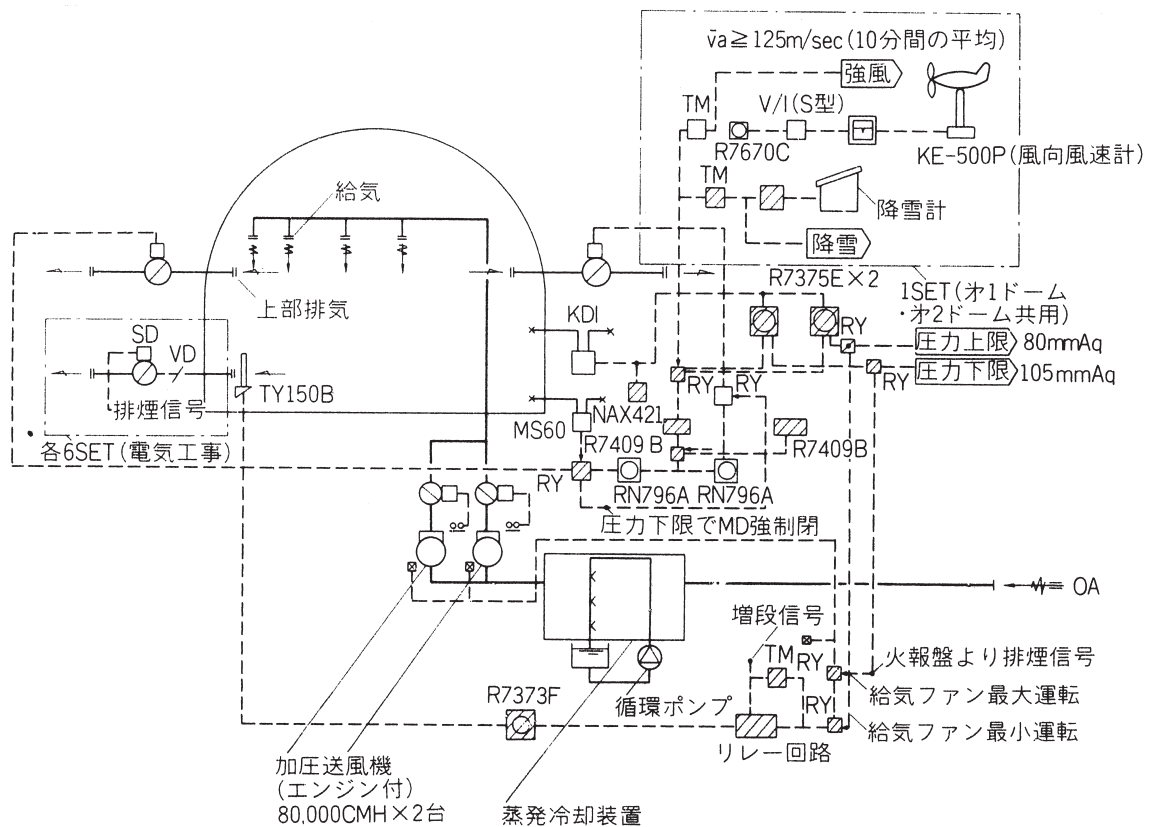 v̄a≧125m/sec(10分間の平均)
強風
TM
V/I(S型)
R7670C
KE-500P(風向風速計)
TM
降雪計
降雪
給気
上部排気
R7375E×2
1SET(才1ドーム
・才2ドーム共用)
KDI
RY
圧力上限 80mmAq
圧力下限 105mmAq
RY
SD
VD
排煙信号
TY150B
各6SET(電気工事)
RY
RY
NAX421
MS60
R7409B
R7409B
RY
RN796A
RN796A
圧力下限でMD強制閉
OA
増段信号
TM
RY
火報盤より排煙信号
RY
給気ファン最大運転
給気ファン最小運転
循環ポンプ
R7373F
リレー回路
加圧送風機
(エンジン付)
80,000CMH×2台
蒸発冷却装置